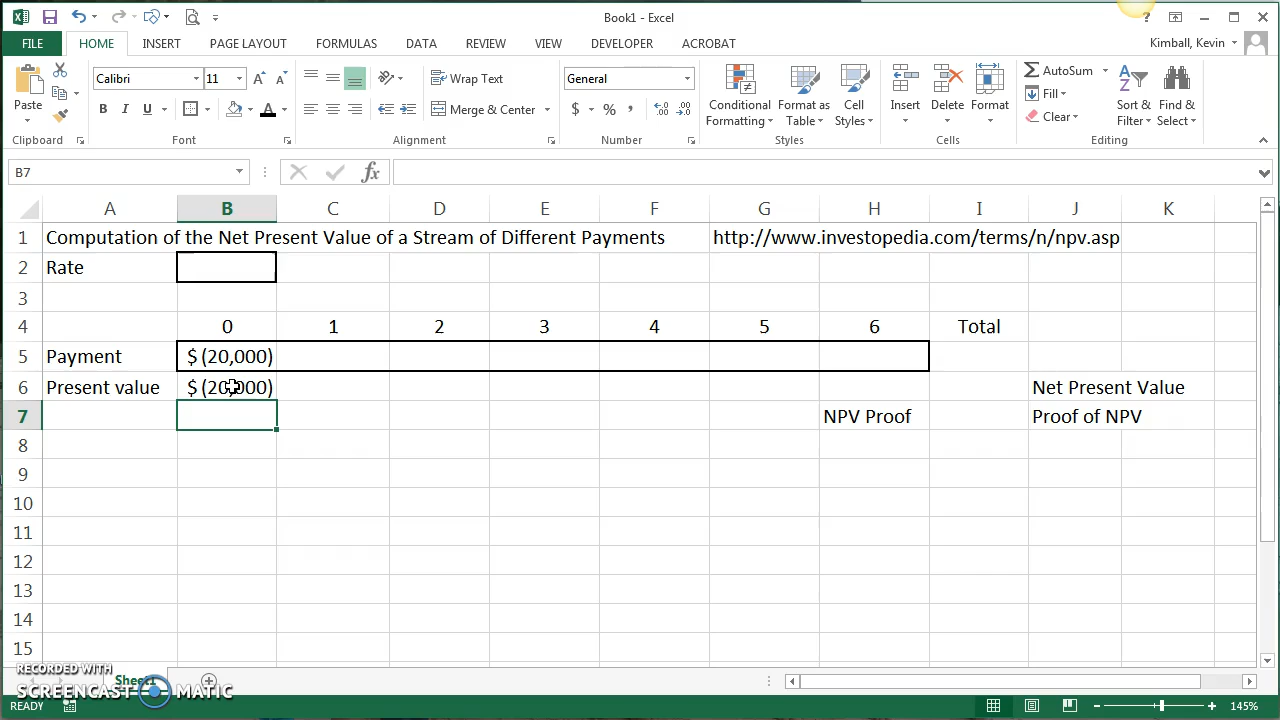 Book1 - Excel
FILE HOME INSERT PAGE LAYOUT FORMULAS DATA REVIEW VIEW DEVELOPER ACROBAT Kimball, Kevin
Paste Calibri 11 Wrap Text General Conditional Formatting Format as Table Cell Styles Insert Delete Format AutoSum Fill Clear Sort & Filter Find & Select
B I U A Merge & Center $ % ,
Clipboard Font Alignment Number Styles Cells Editing
B7 fx
A B C D E F G H I J K
1 Computation of the Net Present Value of a Stream of Different Payments http://www.investopedia.com/terms/n/npv.asp
2 Rate
3
4 0 1 2 3 4 5 6 Total
5 Payment $ (20,000)
6 Present value $ (20,000) Net Present Value
7 NPV Proof Proof of NPV
8
9
10
11
12
13
14
15
RECORDED WITH
SCREENCAST MATIC
Sheet1
READY 145%